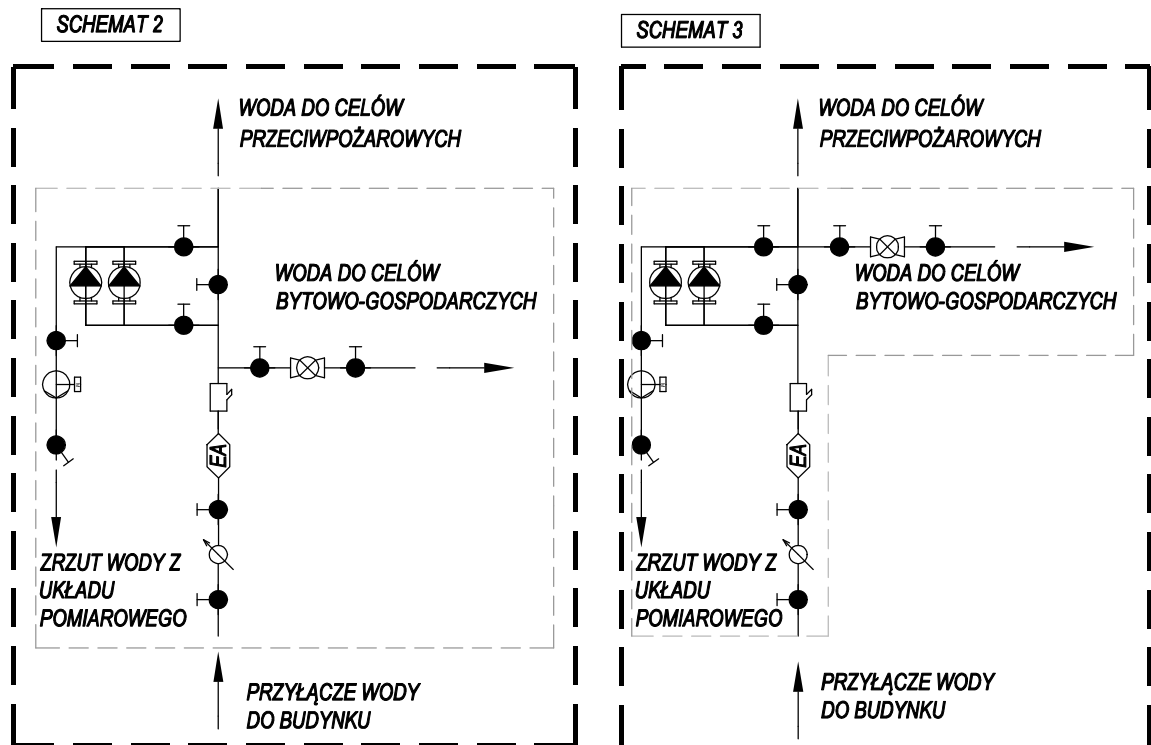 SCHEMAT 2
WODA DO CELÓW
PRZECIWPOŻAROWYCH
WODA DO CELÓW
BYTOWO-GOSPODARCZYCH
EA
ZRZUT WODY Z
UKŁADU
POMIAROWEGO
PRZYŁĄCZE WODY
DO BUDYNKU
SCHEMAT 3
WODA DO CELÓW
PRZECIWPOŻAROWYCH
WODA DO CELÓW
BYTOWO-GOSPODARCZYCH
EA
ZRZUT WODY Z
UKŁADU
POMIAROWEGO
PRZYŁĄCZE WODY
DO BUDYNKU